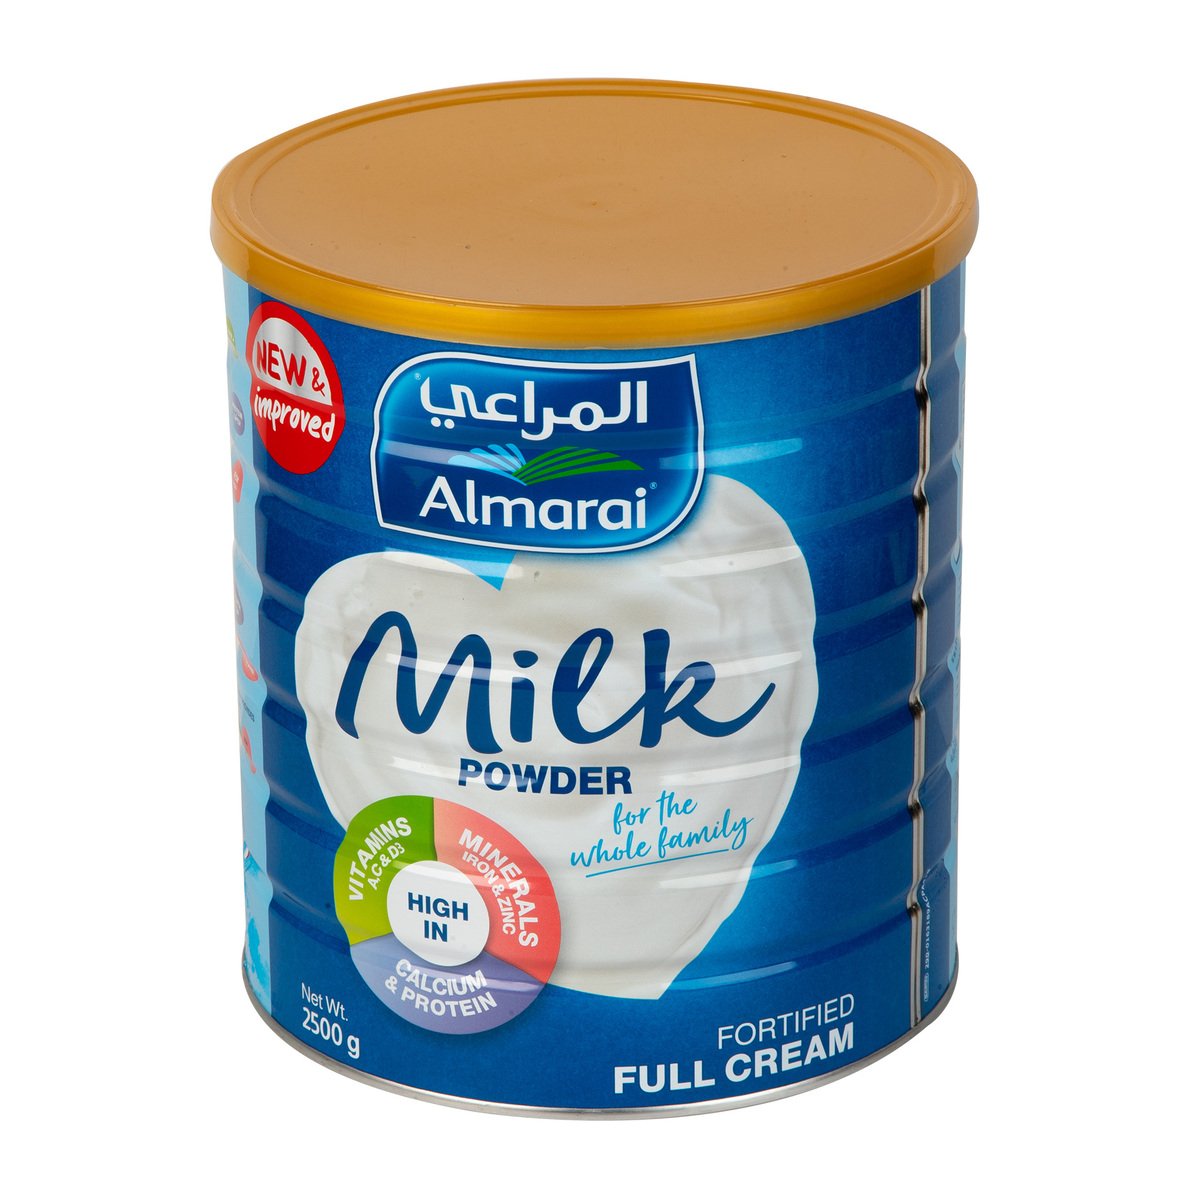 NEW &
improved
المراعي
Almarai
Milk
POWDER
for the
whole family
VITAMINS
A,C & D3
MINERALS
IRON & ZINC
HIGH
IN
CALCIUM
& PROTEIN
Net Wt.
2500 g
FORTIFIED
FULL CREAM